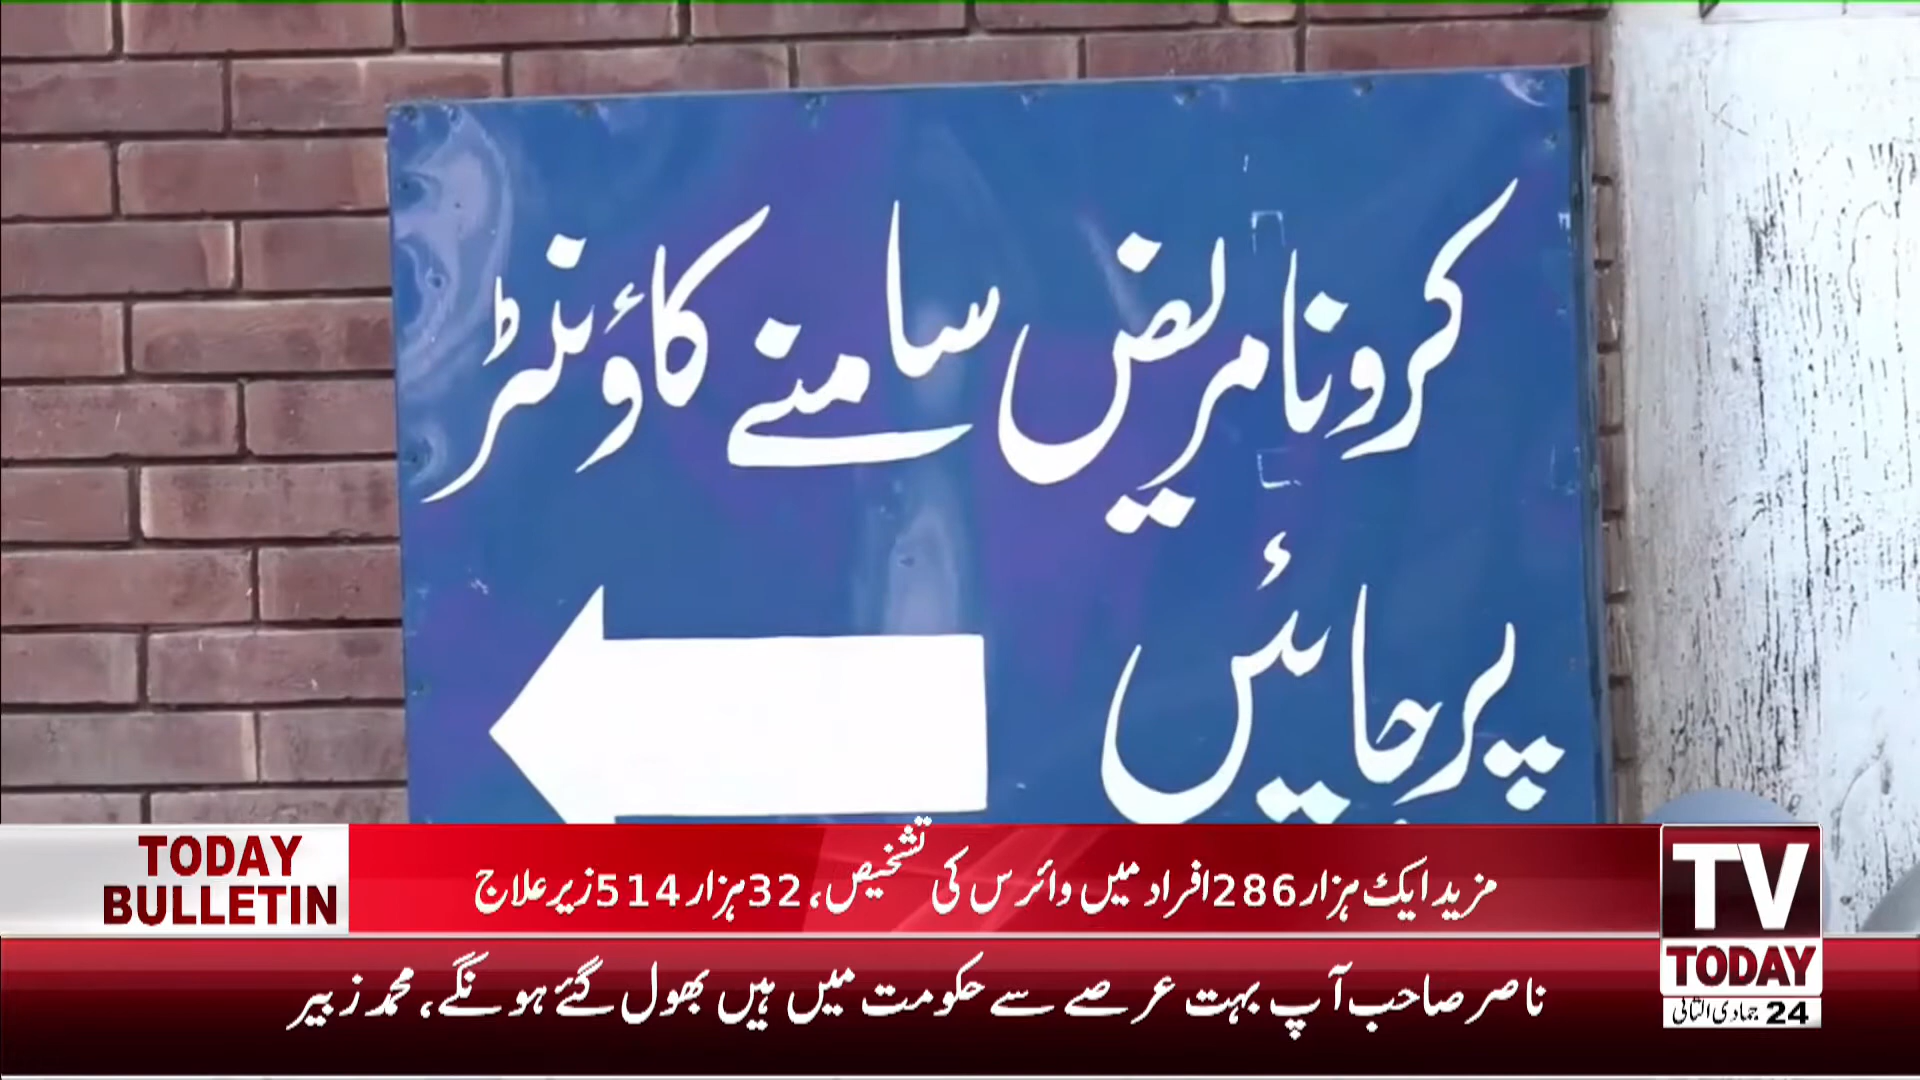 کرونا مریض سامنے کاؤنٹر
پر جائیں
TODAY
BULLETIN
مزید ایک ہزار 286 افراد میں وائرس کی تشخیص، 32 ہزار 514 زیر علاج
TV
TODAY
24 جمادی الثانی
ناصر صاحب آپ بہت عرصے سے حکومت میں ہیں بھول گئے ہونگے، محمد زبیر